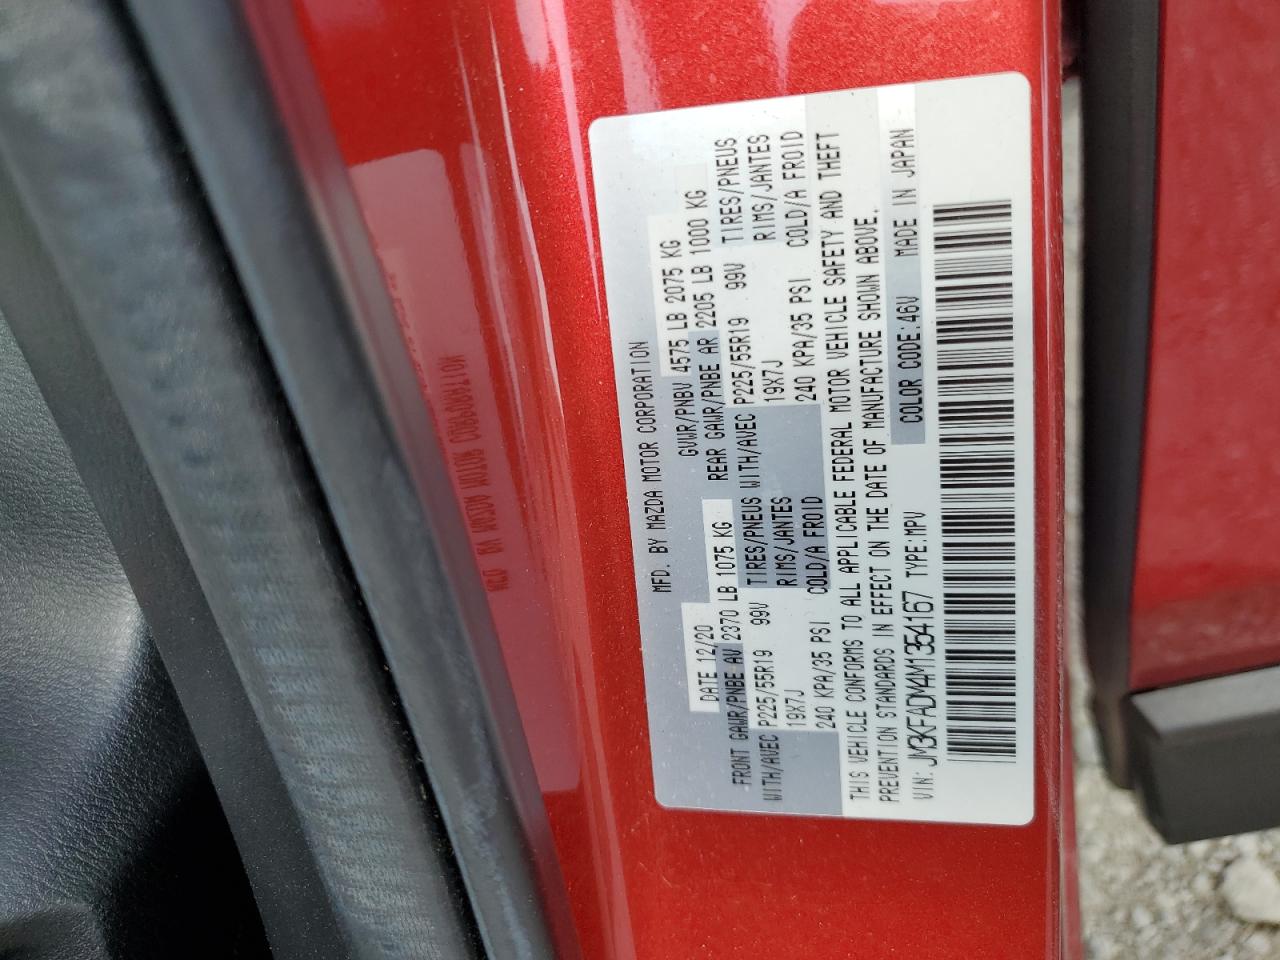 MFD. BY MAZDA MOTOR CORPORATION
DATE 12/20 GVWR/PNBV 4575 LB 2075 KG
FRONT GAWR/PNBE AV 2370 LB 1075 KG REAR GAWR/PNBE AR 2205 LB 1000 KG
WITH/AVEC P225/55R19 99V TIRES/PNEUS WITH/AVEC P225/55R19 99V TIRES/PNEUS
19X7J RIMS/JANTES 19X7J RIMS/JANTES
240 KPA/35 PSI COLD/A FROID 240 KPA/35 PSI COLD/A FROID
THIS VEHICLE CONFORMS TO ALL APPLICABLE FEDERAL MOTOR VEHICLE SAFETY AND THEFT
PREVENTION STANDARDS IN EFFECT ON THE DATE OF MANUFACTURE SHOWN ABOVE.
VIN: JM3KFADM4M1354167 TYPE:MPV COLOR CODE:46V MADE IN JAPAN